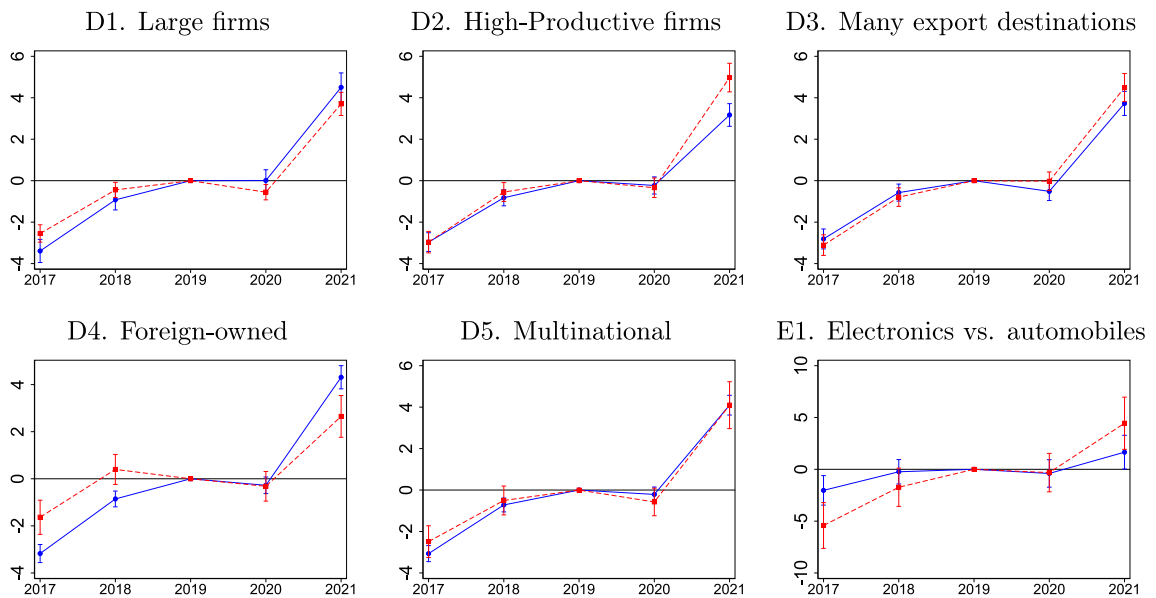 D1. Large firms
6
4
2
0
-2
-4
2017 2018 2019 2020 2021
D2. High-Productive firms
6
4
2
0
-2
-4
2017 2018 2019 2020 2021
D3. Many export destinations
6
4
2
0
-2
-4
2017 2018 2019 2020 2021
D4. Foreign-owned
4
2
0
-2
-4
2017 2018 2019 2020 2021
D5. Multinational
6
4
2
0
-2
-4
2017 2018 2019 2020 2021
E1. Electronics vs. automobiles
10
5
0
-5
-10
2017 2018 2019 2020 2021